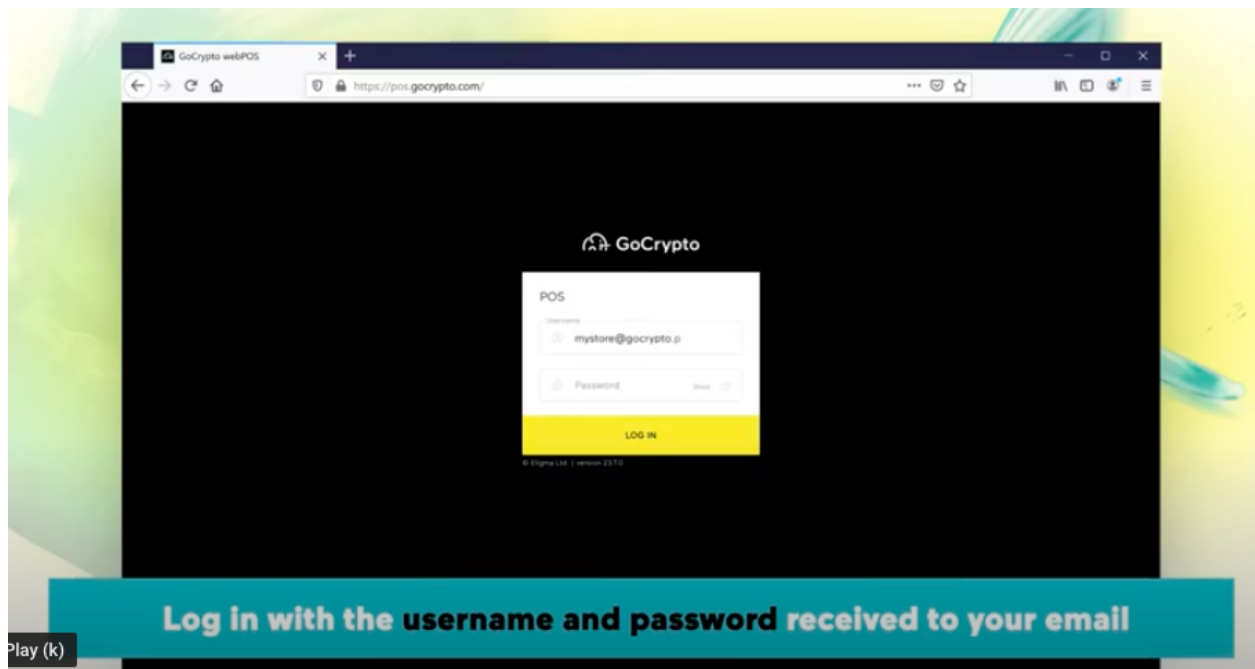 GoCrypto webPOS
https://pos.gocrypto.com/
GoCrypto
POS
Username
mystore@gocrypto.p
Password Show
LOG IN
© Eligma Ltd. | version 23.7.0
Log in with the username and password received to your email
Play (k)